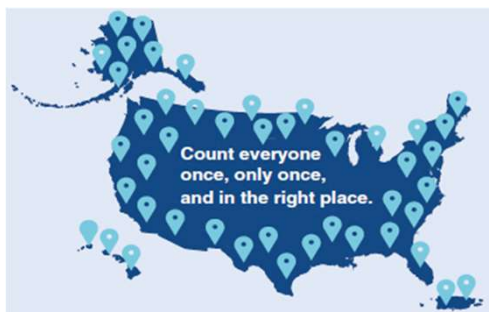 Count everyone
once, only once,
and in the right place.